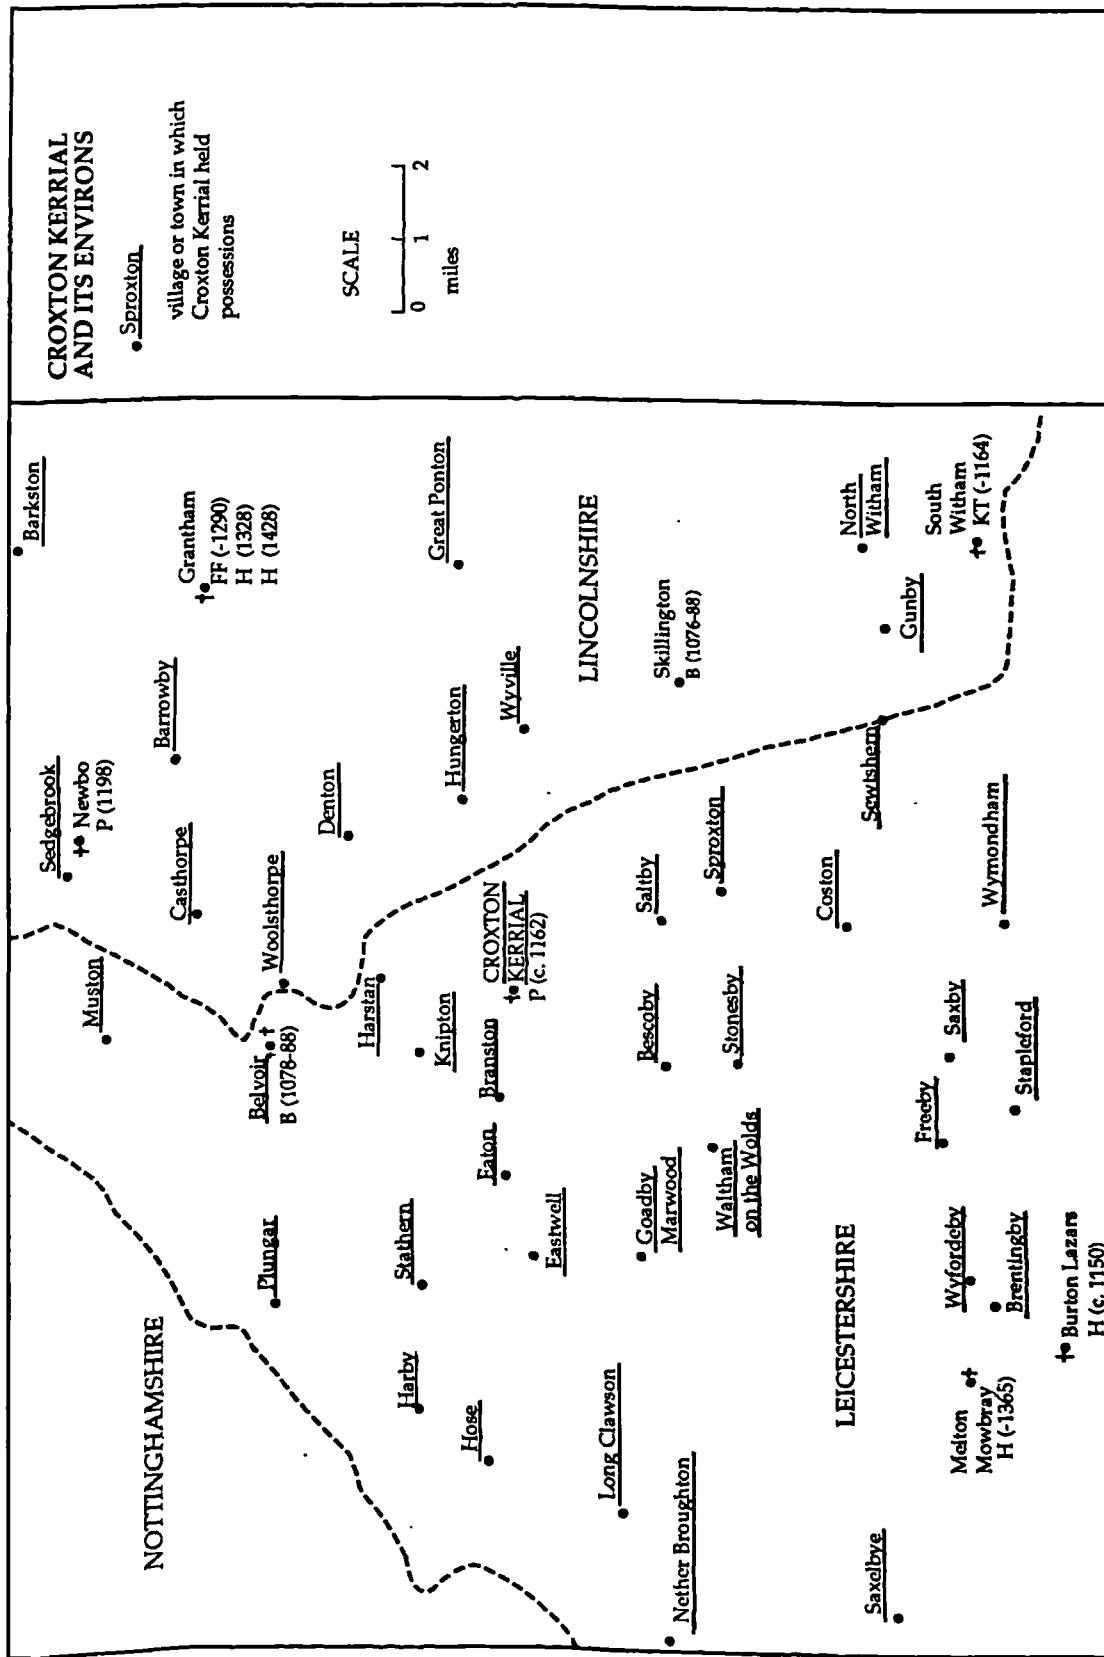 CROXTON KERRIAL
AND ITS ENVIRONS
Sproxton
village or town in which
Croxton Kerrial held
possessions
SCALE
0 1 2
miles
NOTTINGHAMSHIRE
LINCOLNSHIRE
LEICESTERSHIRE
Barkston
Sedgebrook
Newbo
P (1198)
Muston
Barrowby
Grantham
FF (-1290)
H (1328)
H (1428)
Casthorpe
Woolsthorpe
Belvoir
B (1078-88)
Plungar
Denton
Harstan
Knipton
Stathern
Harby
Hose
Hungerton
Great Ponton
Wyville
CROXTON
KERRIAL
P (c. 1162)
Branston
Eaton
Eastwell
Long Clawson
Goadby
Marwood
Bescoby
Saltby
Skillington
B (1076-88)
Nether Broughton
Waltham
on the Wolds
Stonesby
Sproxton
Coston
Sewtshern
North
Witham
Gunby
South
Witham
KT (-1164)
Saxelbye
Melton
Mowbray
H (-1365)
Wyfordeby
Brentingby
Freeby
Saxby
Stapleford
Wymondham
Burton Lazars
H (c. 1150)